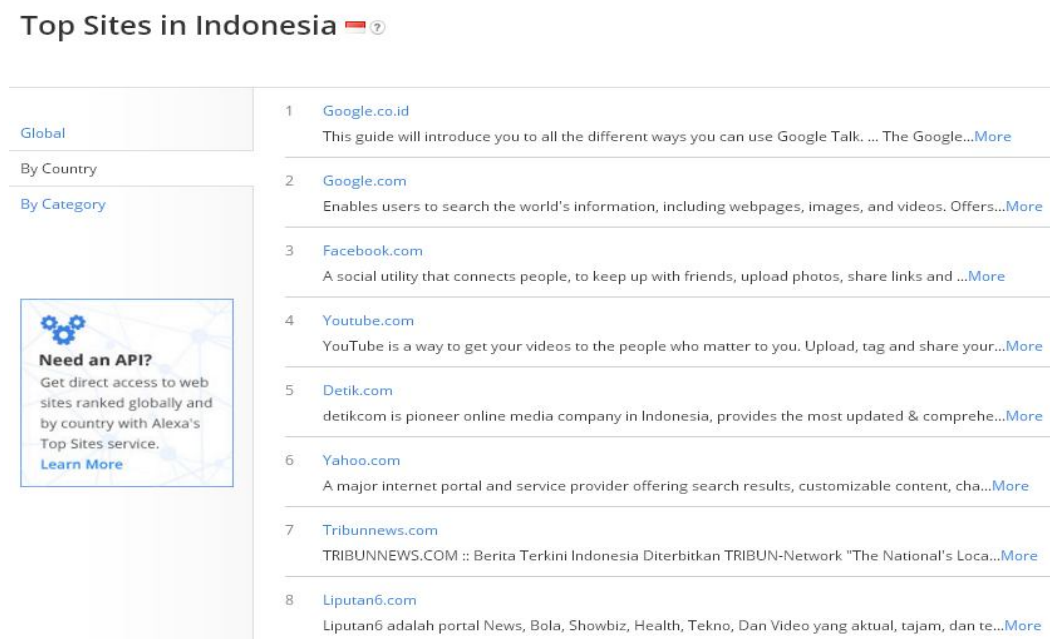 Top Sites in Indonesia ?
Global
By Country
By Category
Need an API?
Get direct access to web
sites ranked globally and
by country with Alexa's
Top Sites service.
Learn More
1 Google.co.id
This guide will introduce you to all the different ways you can use Google Talk. ... The Google...More
2 Google.com
Enables users to search the world's information, including webpages, images, and videos. Offers...More
3 Facebook.com
A social utility that connects people, to keep up with friends, upload photos, share links and ...More
4 Youtube.com
YouTube is a way to get your videos to the people who matter to you. Upload, tag and share your...More
5 Detik.com
detikcom is pioneer online media company in Indonesia, provides the most updated & comprehe...More
6 Yahoo.com
A major internet portal and service provider offering search results, customizable content, cha...More
7 Tribunnews.com
TRIBUNNEWS.COM :: Berita Terkini Indonesia Diterbitkan TRIBUN-Network "The National's Loca...More
8 Liputan6.com
Liputan6 adalah portal News, Bola, Showbiz, Health, Tekno, Dan Video yang aktual, tajam, dan te...More